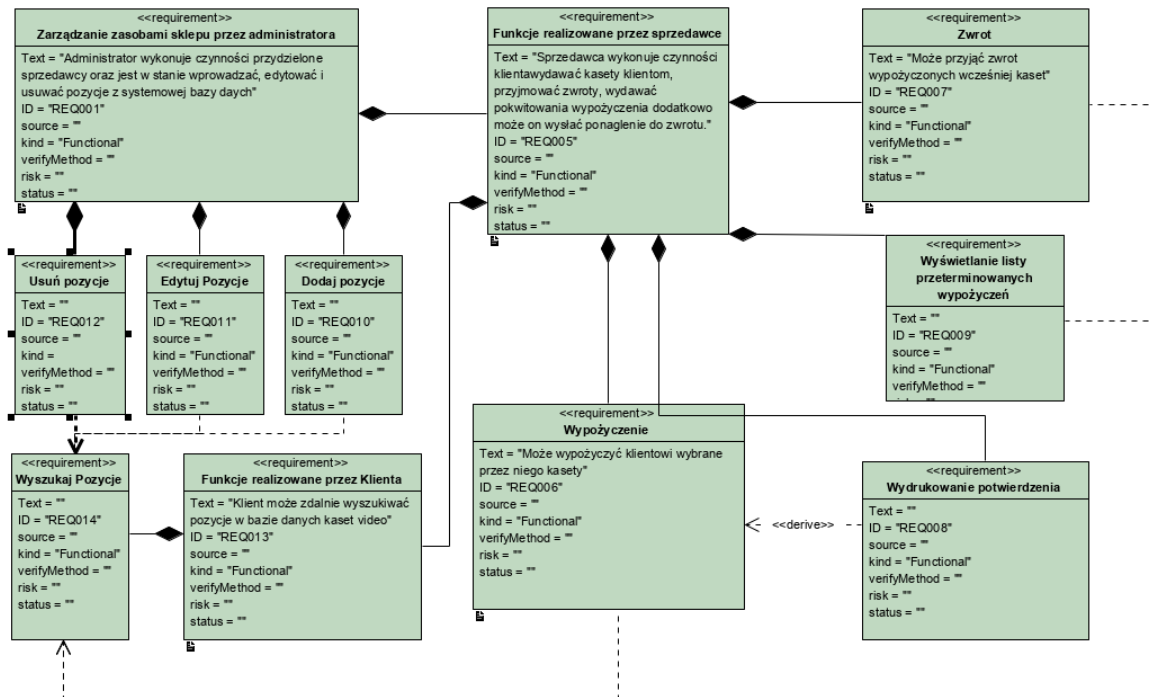 <<requirement>>
Zarządzanie zasobami sklepu przez administratora
Text = "Administrator wykonuje czynności przydzielone
sprzedawcy oraz jest w stanie wprowadzać, edytować i
usuwać pozycje z systemowej bazy daych"
ID = "REQ001"
source = ""
kind = "Functional"
verifyMethod = ""
risk = ""
status = ""
<<requirement>>
Funkcje realizowane przez sprzedawce
Text = "Sprzedawca wykonuje czynności
klientawydawać kasety klientom,
przyjmować zwroty, wydawać
pokwitowania wypożyczenia dodatkowo
może on wysłać ponaglenie do zwrotu."
ID = "REQ005"
source = ""
kind = "Functional"
verifyMethod = ""
risk = ""
status = ""
<<requirement>>
Zwrot
Text = "Może przyjąć zwrot
wypożyczonych wcześniej kaset"
ID = "REQ007"
source = ""
kind = "Functional"
verifyMethod = ""
risk = ""
status = ""
<<requirement>>
Usuń pozycje
Text = ""
ID = "REQ012"
source = ""
kind =
verifyMethod = ""
risk = ""
status = ""
<<requirement>>
Edytuj Pozycje
Text = ""
ID = "REQ011"
source = ""
kind = "Functional"
verifyMethod = ""
risk = ""
status = ""
<<requirement>>
Dodaj pozycje
Text = ""
ID = "REQ010"
source = ""
kind = "Functional"
verifyMethod = ""
risk = ""
status = ""
<<requirement>>
Wyświetlanie listy
przeterminowanych
wypożyczeń
Text = ""
ID = "REQ009"
source = ""
kind = "Functional"
verifyMethod = ""
<<requirement>>
Wyszukaj Pozycje
Text = ""
ID = "REQ014"
source = ""
kind = "Functional"
verifyMethod = ""
risk = ""
status = ""
<<requirement>>
Funkcje realizowane przez Klienta
Text = "Klient może zdalnie wyszukiwać
pozycje w bazie danych kaset video"
ID = "REQ013"
source = ""
kind = "Functional"
verifyMethod = ""
risk = ""
status = ""
<<requirement>>
Wypożyczenie
Text = "Może wypożyczyć klientowi wybrane
przez niego kasety"
ID = "REQ006"
source = ""
kind = "Functional"
verifyMethod = ""
risk = ""
status = ""
<<derive>>
<<requirement>>
Wydrukowanie potwierdzenia
Text = ""
ID = "REQ008"
source = ""
kind = "Functional"
verifyMethod = ""
risk = ""
status = ""